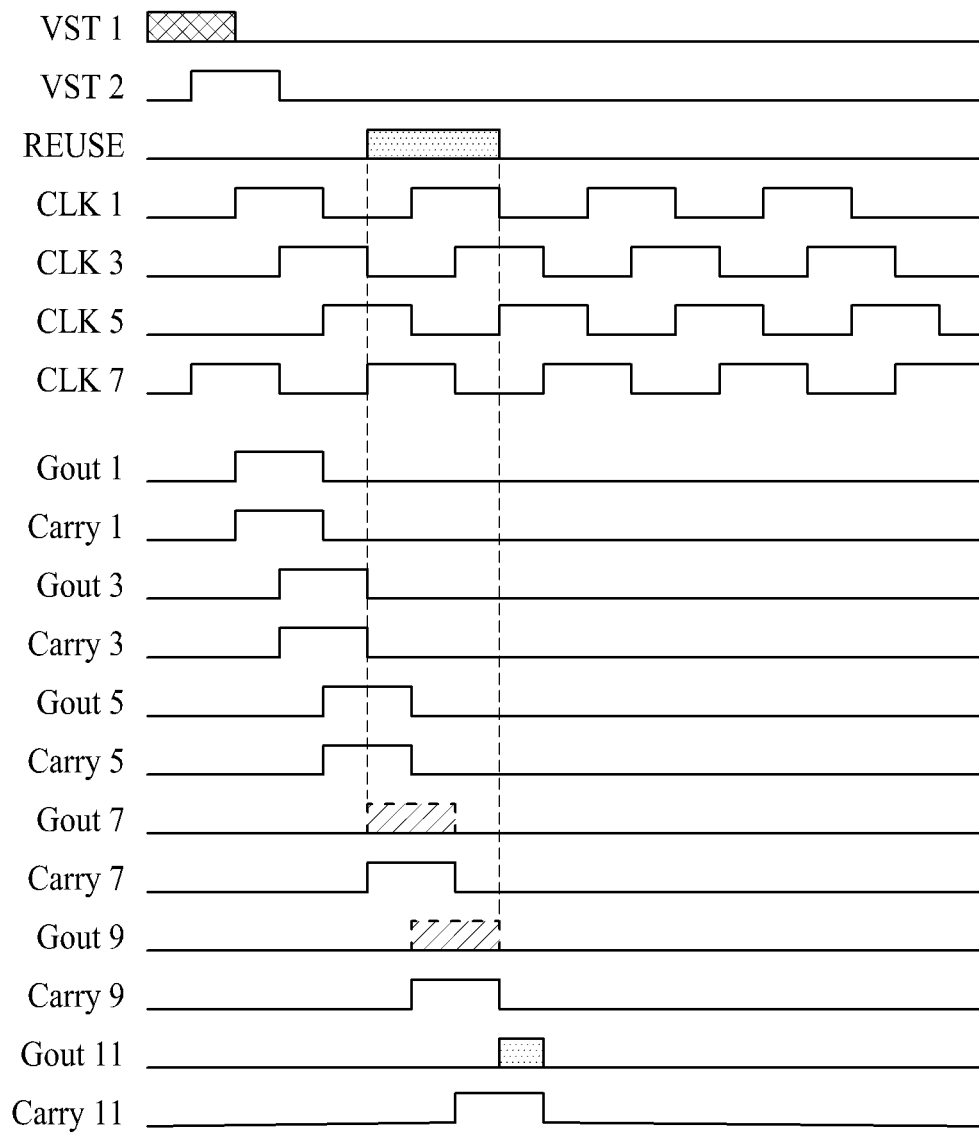 VST 1
VST 2
REUSE
CLK 1
CLK 3
CLK 5
CLK 7
Gout 1
Carry 1
Gout 3
Carry 3
Gout 5
Carry 5
Gout 7
Carry 7
Gout 9
Carry 9
Gout 11
Carry 11